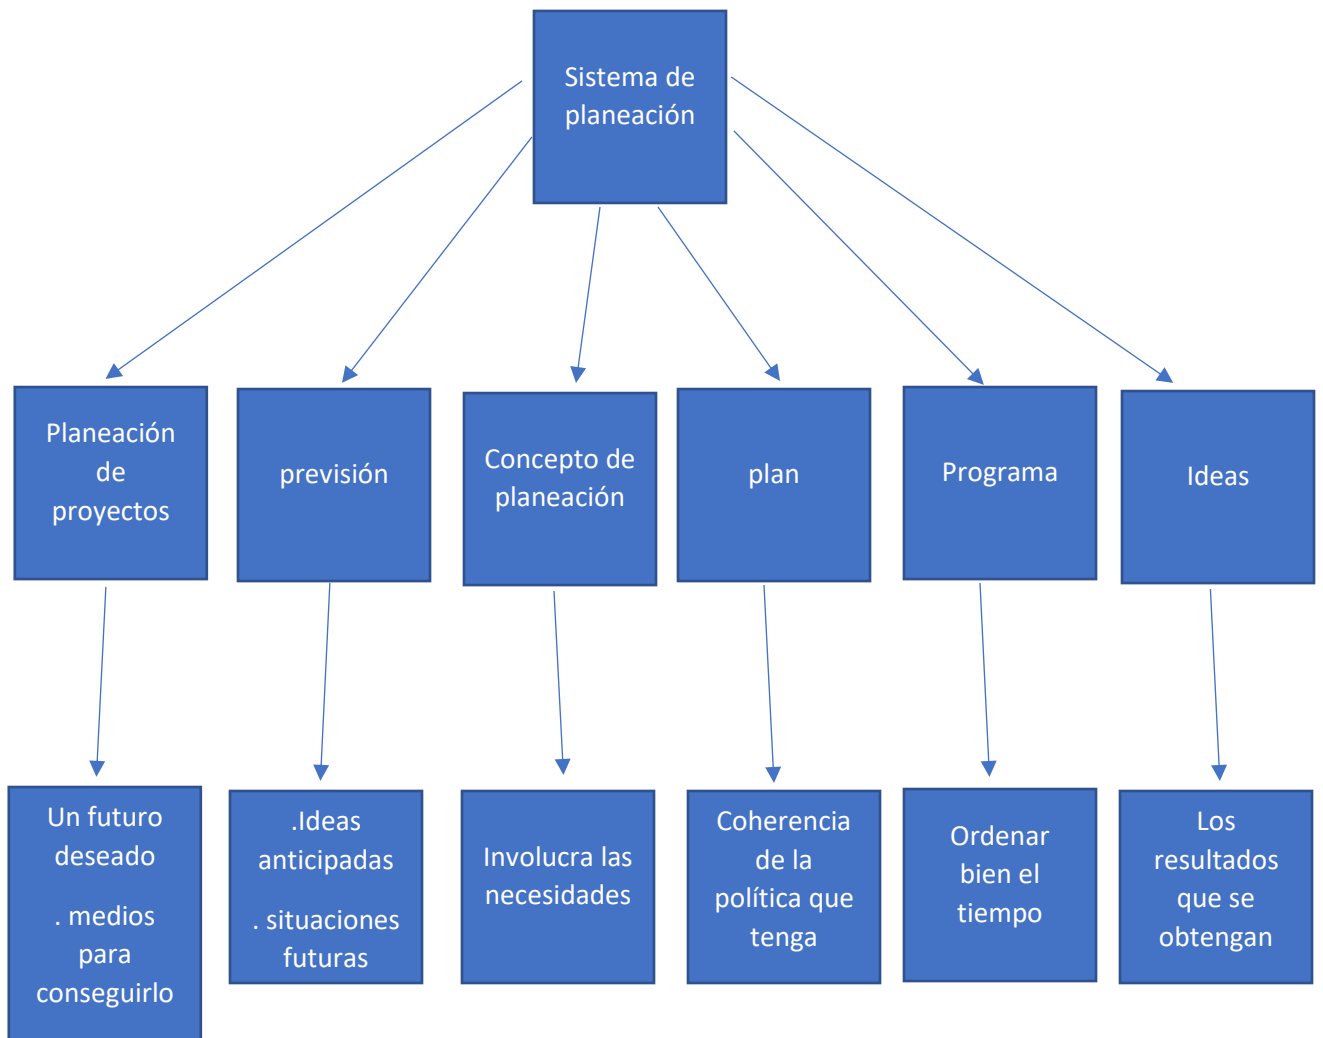 Sistema de
planeación
Planeación
de
proyectos
previsión
Concepto de
planeación
plan
Programa
Ideas
Un futuro
deseado
. medios
para
conseguirlo
.Ideas
anticipadas
. situaciones
futuras
Involucra las
necesidades
Coherencia
de la
política que
tenga
Ordenar
bien el
tiempo
Los
resultados
que se
obtengan